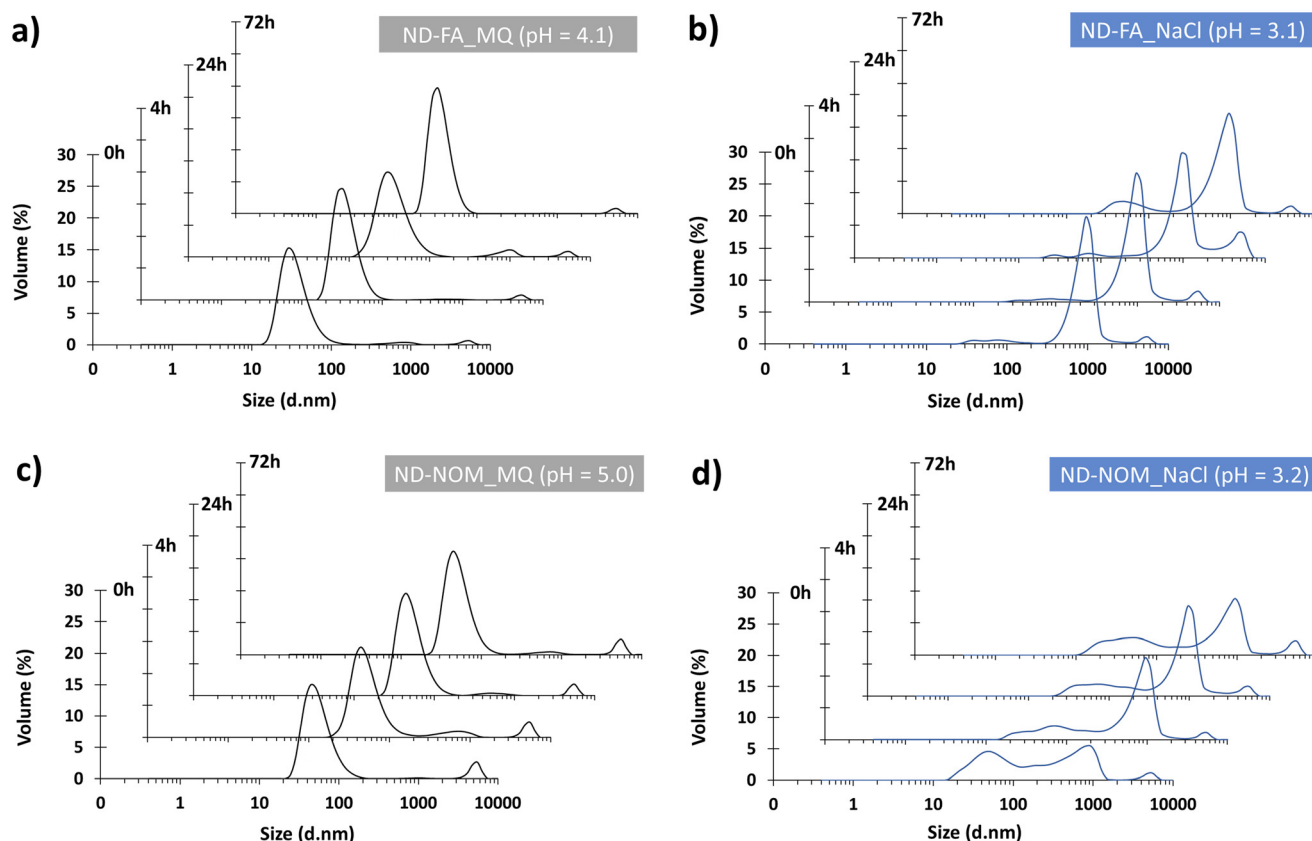 a)
72h
ND-FA_MQ (pH = 4.1)
24h
4h
0h
30
25
20
15
10
5
0
Volume (%)
0 1 10 100 1000 10000
Size (d.nm)
b)
72h
ND-FA_NaCl (pH = 3.1)
24h
4h
0h
30
25
20
15
10
5
0
Volume (%)
0 1 10 100 1000 10000
Size (d.nm)
c)
72h
ND-NOM_MQ (pH = 5.0)
24h
4h
0h
30
25
20
15
10
5
0
Volume (%)
0 1 10 100 1000 10000
Size (d.nm)
d)
72h
ND-NOM_NaCl (pH = 3.2)
24h
4h
0h
30
25
20
15
10
5
0
Volume (%)
0 1 10 100 1000 10000
Size (d.nm)